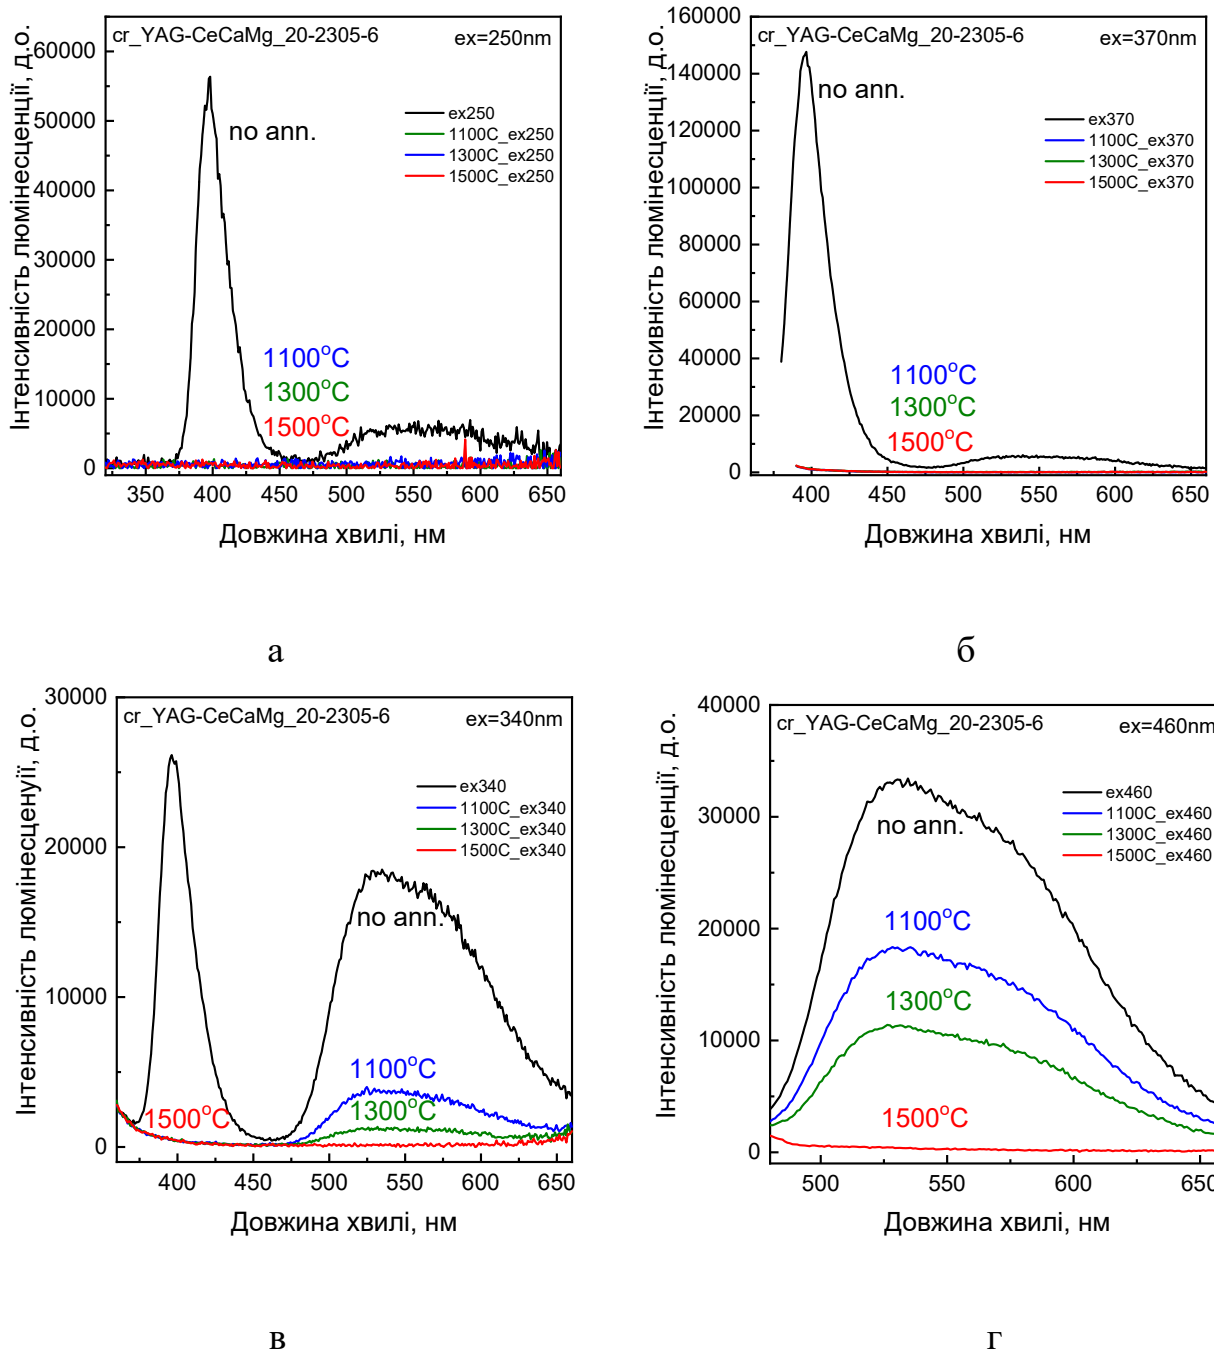 cr_YAG-CeCaMg_20-2305-6
ex=250nm
60000
50000
40000
30000
20000
10000
0
no ann.
ex250
1100C_ex250
1300C_ex250
1500C_ex250
1100°C
1300°C
1500°C
350 400 450 500 550 600 650
Інтенсивність люмінесценції, д.о.
Довжина хвилі, нм
а
cr_YAG-CeCaMg_20-2305-6
ex=370nm
160000
140000
120000
100000
80000
60000
40000
20000
0
no ann.
ex370
1100C_ex370
1300C_ex370
1500C_ex370
1100°C
1300°C
1500°C
400 450 500 550 600 650
Інтенсивність люмінесценції, д.о.
Довжина хвилі, нм
б
cr_YAG-CeCaMg_20-2305-6
ex=340nm
30000
20000
10000
0
ex340
1100C_ex340
1300C_ex340
1500C_ex340
no ann.
1100°C
1300°C
1500°C
400 450 500 550 600 650
Інтенсивність люмінесценуїї, д.о.
Довжина хвилі, нм
в
cr_YAG-CeCaMg_20-2305-6
ex=460nm
40000
30000
20000
10000
0
ex460
1100C_ex460
1300C_ex460
1500C_ex460
no ann.
1100°C
1300°C
1500°C
500 550 600 650
Інтенсивність люмінесценції, д.о.
Довжина хвилі, нм
г